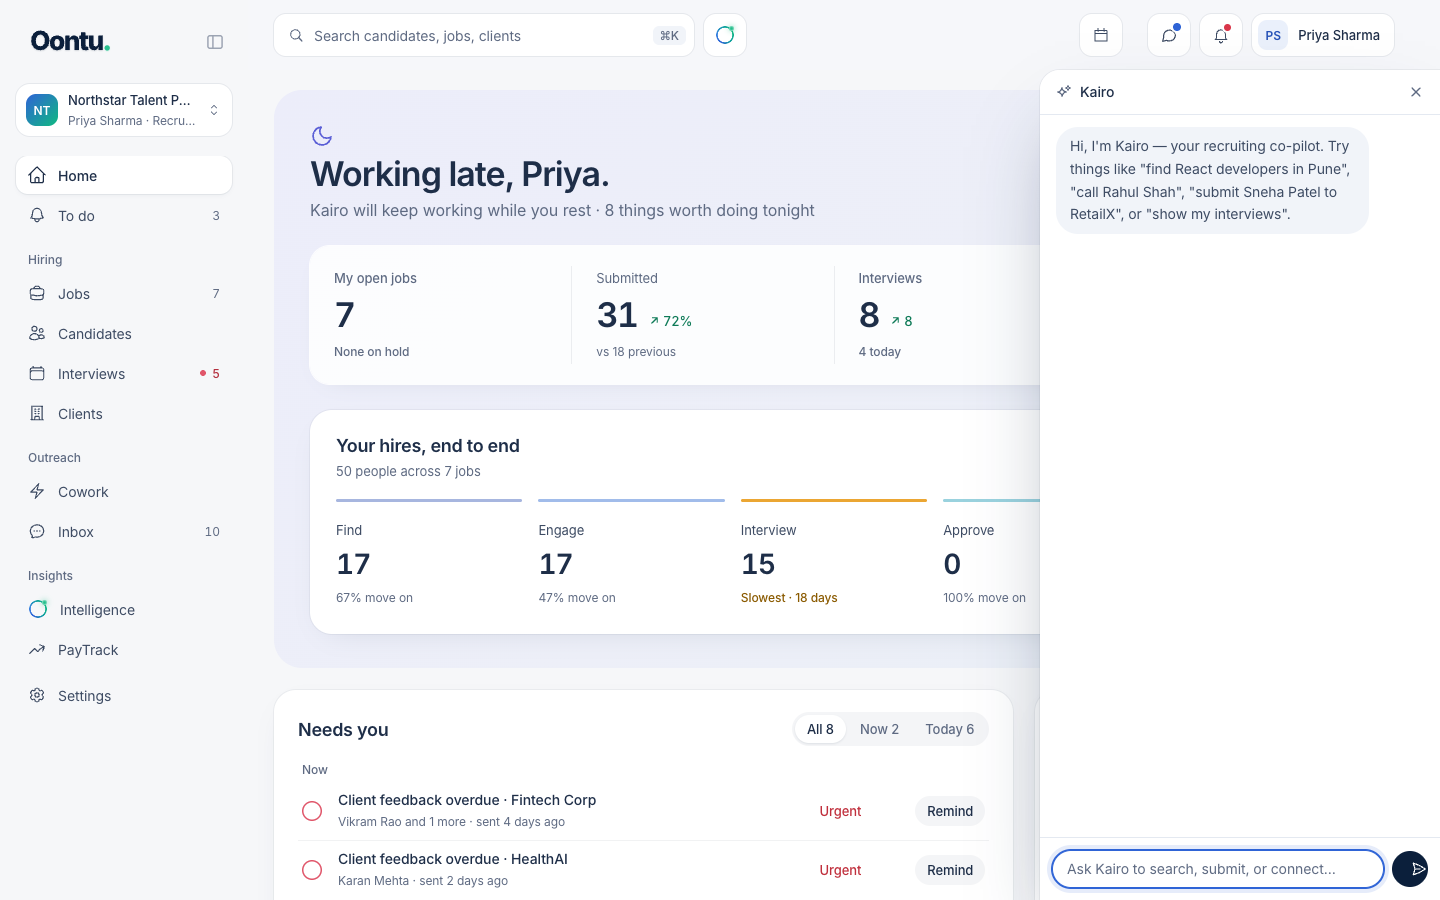 Oontu.
Search candidates, jobs, clients
⌘K
PS
Priya Sharma
NT
Northstar Talent P...
Priya Sharma · Recru...
Home
To do
3
Hiring
Jobs
7
Candidates
Interviews
5
Clients
Outreach
Cowork
Inbox
10
Insights
Intelligence
PayTrack
Settings
Working late, Priya.
Kairo will keep working while you rest · 8 things worth doing tonight
My open jobs
7
None on hold
Submitted
31
↗ 72%
vs 18 previous
Interviews
8
↗ 8
4 today
Your hires, end to end
50 people across 7 jobs
Find
17
67% move on
Engage
17
47% move on
Interview
15
Slowest · 18 days
Approve
0
100% move on
Needs you
All 8
Now 2
Today 6
Now
Client feedback overdue · Fintech Corp
Vikram Rao and 1 more · sent 4 days ago
Urgent
Remind
Client feedback overdue · HealthAI
Karan Mehta · sent 2 days ago
Urgent
Remind
Kairo
Hi, I'm Kairo — your recruiting co-pilot. Try
things like "find React developers in Pune",
"call Rahul Shah", "submit Sneha Patel to
RetailX", or "show my interviews".
Ask Kairo to search, submit, or connect...